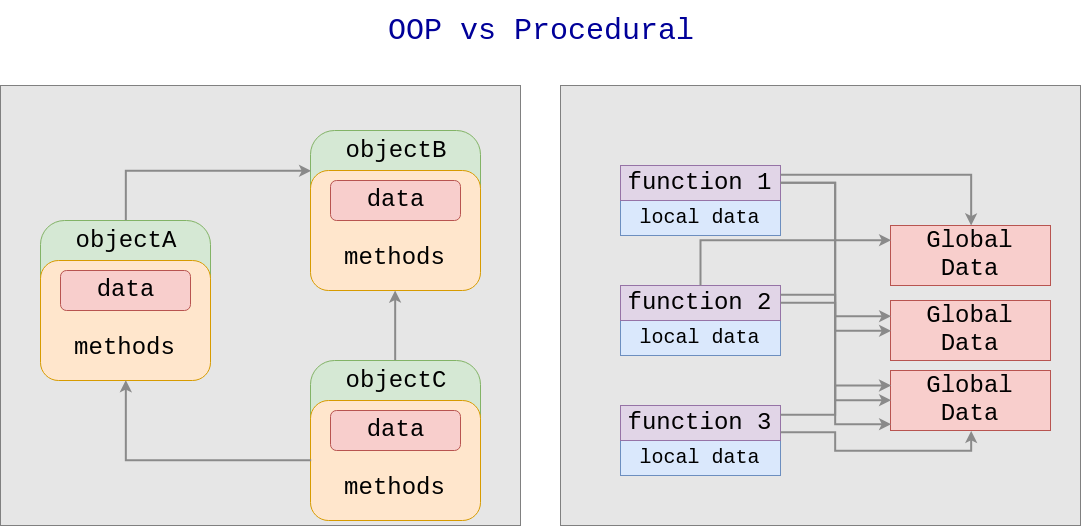 OOP vs Procedural
objectA
data
methods
objectB
data
methods
objectC
data
methods
function 1
local data
function 2
local data
function 3
local data
Global
Data
Global
Data
Global
Data